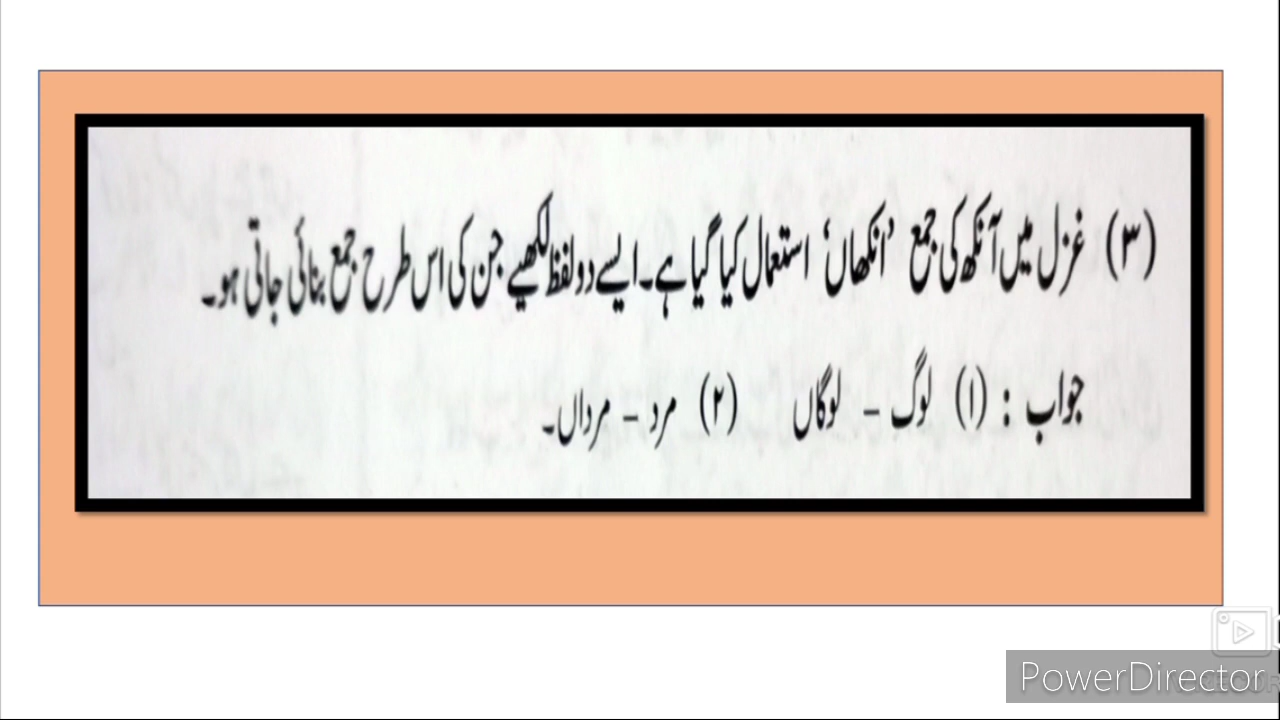 (۳) غزل میں آنکھ کی جمع ’انکھاں‘ استعمال کیا گیا ہے۔ ایسے دو لفظ لکھیے جن کی اس طرح جمع بنائی جاتی ہو۔
جواب : (۱) لوگ – لوگاں (۲) مرد – مرداں۔
PowerDirector